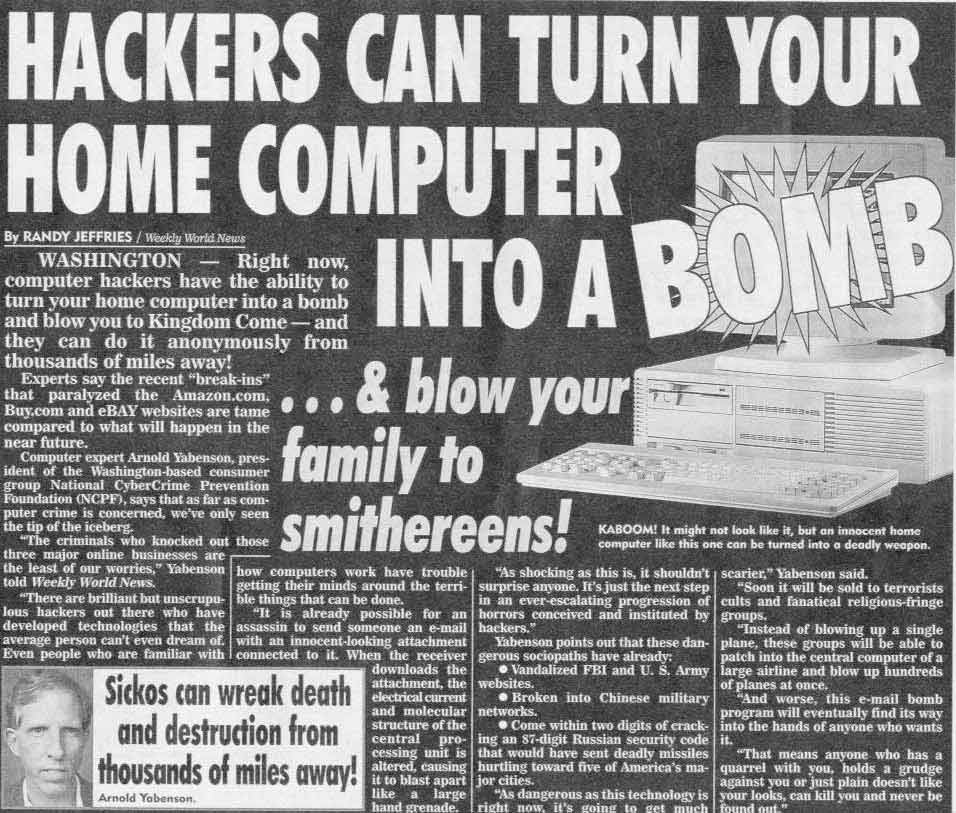 HACKERS CAN TURN YOUR
HOME COMPUTER
INTO A BOMB
. . . & blow your
family to
smithereens!
By RANDY JEFFRIES / Weekly World News
WASHINGTON — Right now,
computer hackers have the ability to
turn your home computer into a bomb
and blow you to Kingdom Come — and
they can do it anonymously from
thousands of miles away!
Experts say the recent “break-ins”
that paralyzed the Amazon.com,
Buy.com and eBAY websites are tame
compared to what will happen in the
near future.
Computer expert Arnold Yabenson, pres-
ident of the Washington-based consumer
group National CyberCrime Prevention
Foundation (NCPF), says that as far as com-
puter crime is concerned, we’ve only seen
the tip of the iceberg.
“The criminals who knocked out those
three major online businesses are
the least of our worries,” Yabenson
told Weekly World News.
“There are brilliant but unscrupu-
lous hackers out there who have
developed technologies that the
average person can’t even dream of.
Even people who are familiar with
how computers work have trouble
getting their minds around the terri-
ble things that can be done.
“It is already possible for an
assassin to send someone an e-mail
with an innocent-looking attachment
connected to it. When the receiver
downloads the
attachment, the
electrical current
and molecular
structure of the
central pro-
cessing unit is
altered, causing
it to blast apart
like a large
hand grenade.
“As shocking as this is, it shouldn’t
surprise anyone. It’s just the next step
in an ever-escalating progression of
horrors conceived and instituted by
hackers.”
Yabenson points out that these dan-
gerous sociopaths have already:
● Vandalized FBI and U. S. Army
websites.
● Broken into Chinese military
networks.
● Come within two digits of crack-
ing an 87-digit Russian security code
that would have sent deadly missiles
hurtling toward five of America’s ma-
jor cities.
“As dangerous as this technology is
right now, it’s going to get much
scarier,” Yabenson said.
“Soon it will be sold to terrorists
cults and fanatical religious-fringe
groups.
“Instead of blowing up a single
plane, these groups will be able to
patch into the central computer of a
large airline and blow up hundreds
of planes at once.
“And worse, this e-mail bomb
program will eventually find its way
into the hands of anyone who wants
it.
“That means anyone who has a
quarrel with you, holds a grudge
against you or just plain doesn’t like
your looks, can kill you and never be
found out.”
KABOOM! It might not look like it, but an innocent home
computer like this one can be turned into a deadly weapon.
Sickos can wreak death
and destruction from
thousands of miles away!
Arnold Yabenson.